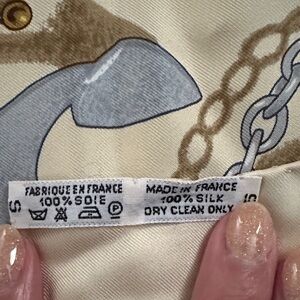 FABRIQUE EN FRANCE
100% SOIE
MADE IN FRANCE
100% SILK
DRY CLEAN ONLY